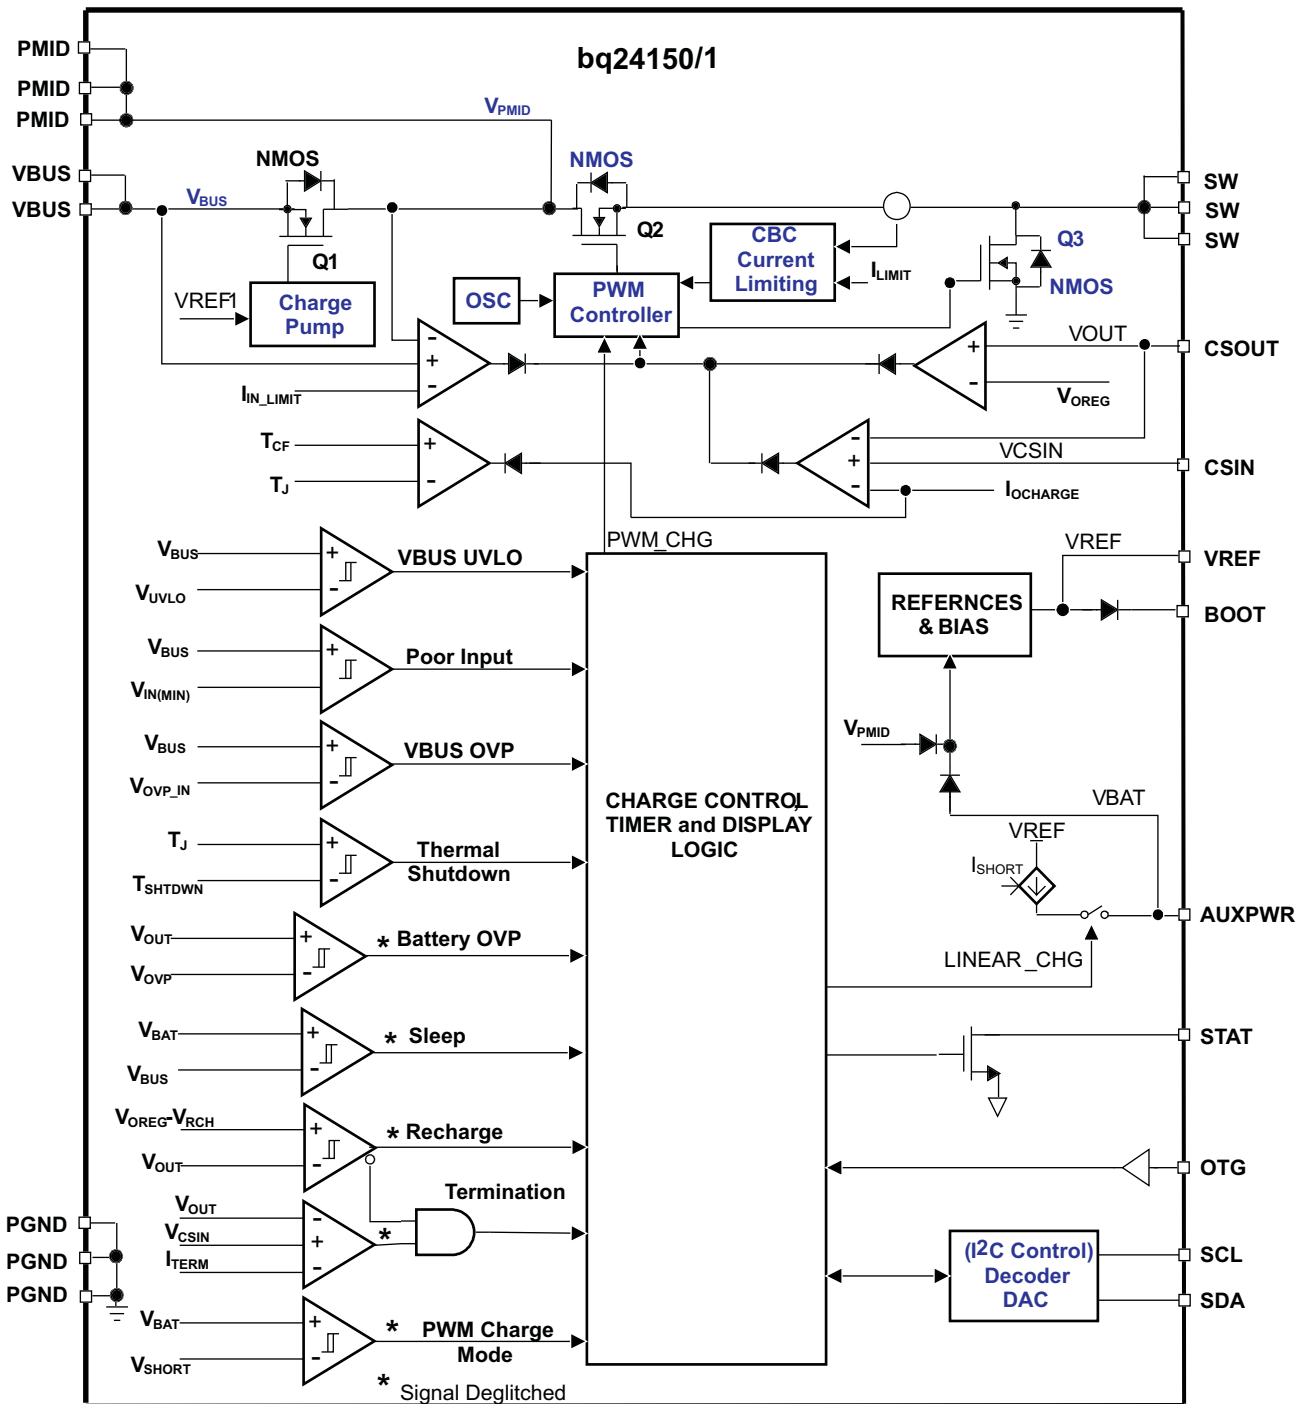 bq24150/1
PMID
PMID
PMID
VBUS
VBUS
VPMID
VBUS
NMOS
Q1
NMOS
Q2
VREF1
Charge
Pump
OSC
PWM
Controller
CBC
Current
Limiting
ILIMIT
Q3
NMOS
SW
SW
SW
-
+
-
IIN_LIMIT
+
-
VOUT
VOREG
CSOUT
TCF
TJ
+
-
-
+
-
VCSIN
IOCHARGE
CSIN
PWM_CHG
VBUS
VUVLO
+
-
VBUS UVLO
VREF
VREF
REFERNCES
& BIAS
BOOT
VBUS
VIN(MIN)
+
-
Poor Input
VBUS
VOVP_IN
+
-
VBUS OVP
VPMID
CHARGE CONTROL,
TIMER and DISPLAY
LOGIC
VBAT
VREF
TJ
TSHTDWN
+
-
Thermal
Shutdown
ISHORT
AUXPWR
VOUT
VOVP
+
-
* Battery OVP
LINEAR _CHG
VBAT
VBUS
+
-
* Sleep
STAT
VOREG-VRCH
VOUT
+
-
* Recharge
OTG
Termination
VOUT
VCSIN
ITERM
-
+
-
*
PGND
PGND
PGND
(I2C Control)
Decoder
DAC
SCL
SDA
VBAT
VSHORT
+
-
* PWM Charge
Mode
* Signal Deglitched